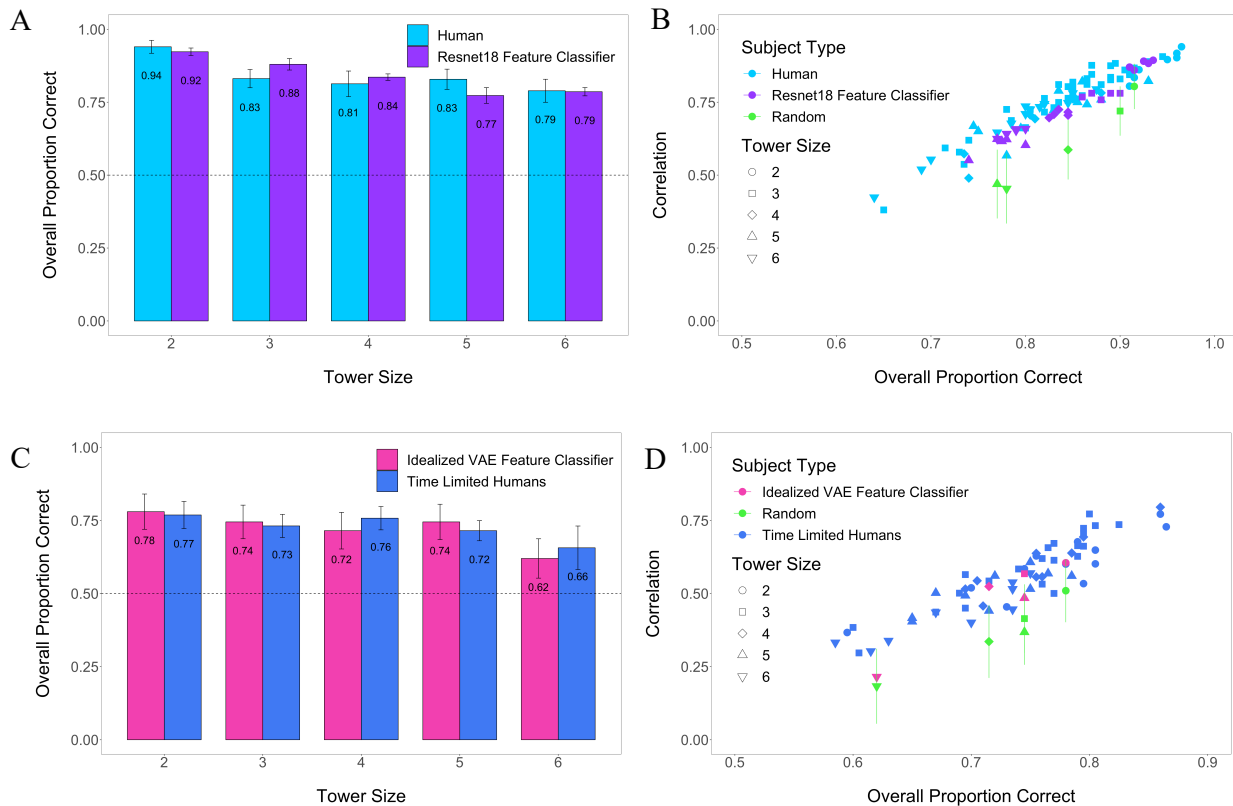 A
Overall Proportion Correct
1.00
0.75
0.50
0.25
0.00
Human
Resnet18 Feature Classifier
0.94
0.92
0.83
0.88
0.81
0.84
0.83
0.77
0.79
0.79
2
3
4
5
6
Tower Size
B
Correlation
1.00
0.75
0.50
0.25
0.00
Subject Type
Human
Resnet18 Feature Classifier
Random
Tower Size
2
3
4
5
6
0.5
0.6
0.7
0.8
0.9
1.0
Overall Proportion Correct
C
Overall Proportion Correct
1.00
0.75
0.50
0.25
0.00
Idealized VAE Feature Classifier
Time Limited Humans
0.78
0.77
0.74
0.73
0.72
0.76
0.74
0.72
0.62
0.66
2
3
4
5
6
Tower Size
D
Correlation
1.00
0.75
0.50
0.25
0.00
Subject Type
Idealized VAE Feature Classifier
Random
Time Limited Humans
Tower Size
2
3
4
5
6
0.5
0.6
0.7
0.8
0.9
Overall Proportion Correct